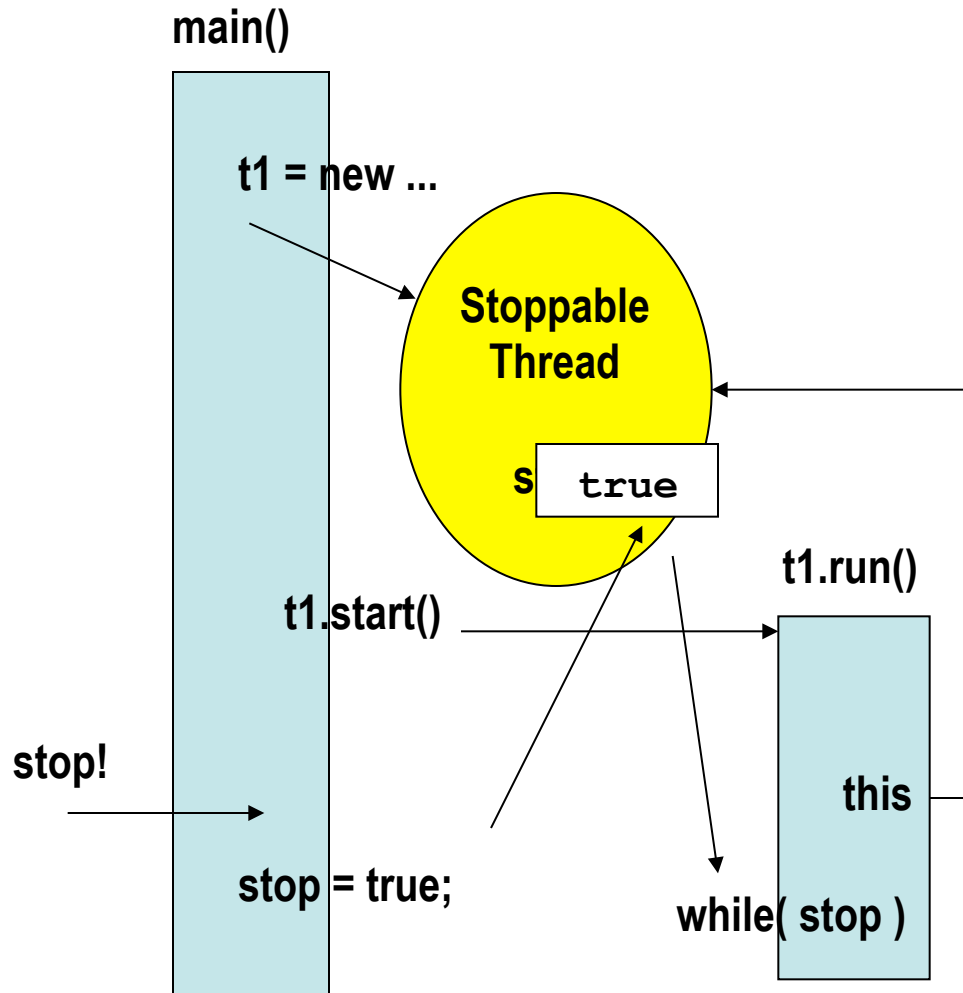 main()
t1 = new ...
Stoppable
Thread
s
true
t1.run()
t1.start()
stop!
this
stop = true;
while( stop )